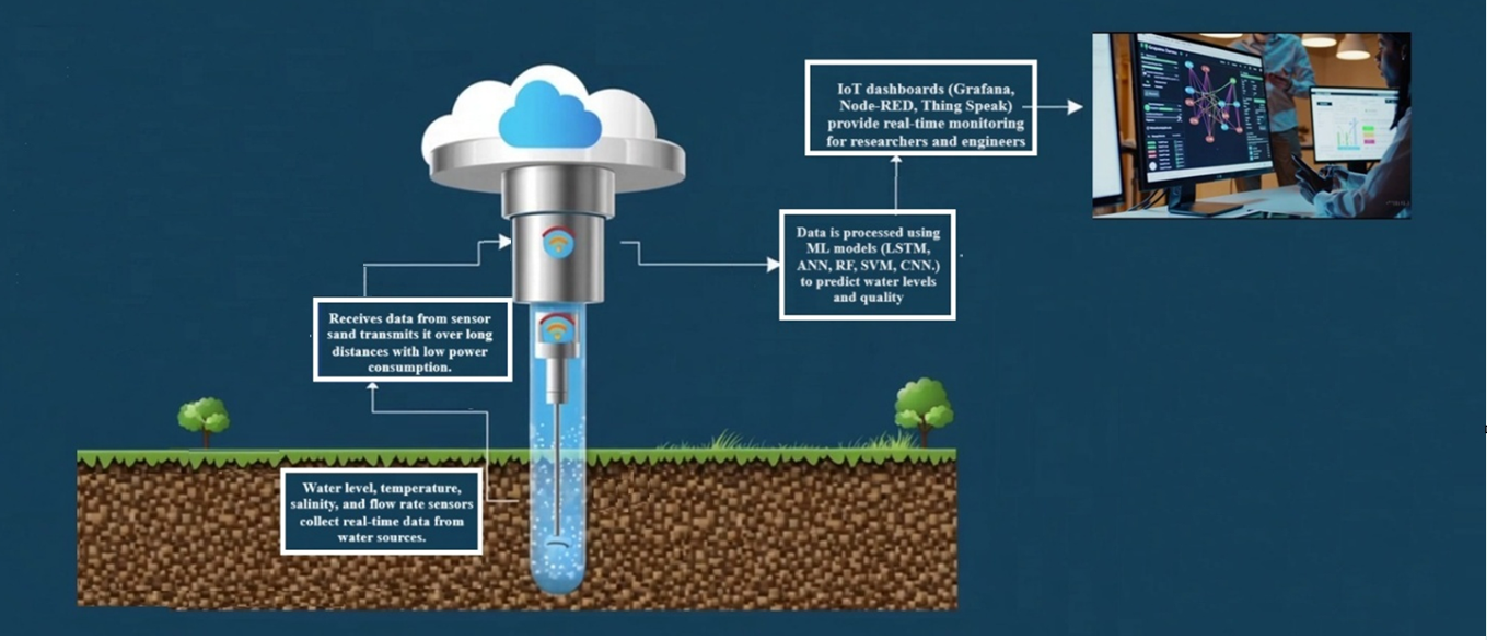 IoT dashboards (Grafana,
Node-RED, Thing Speak)
provide real-time monitoring
for researchers and engineers
Data is processed using
ML models (LSTM,
ANN, RF, SVM, CNN.)
to predict water levels
and quality
Receives data from sensor
sand transmits it over long
distances with low power
consumption.
Water level, temperature,
salinity, and flow rate sensors
collect real-time data from
water sources.